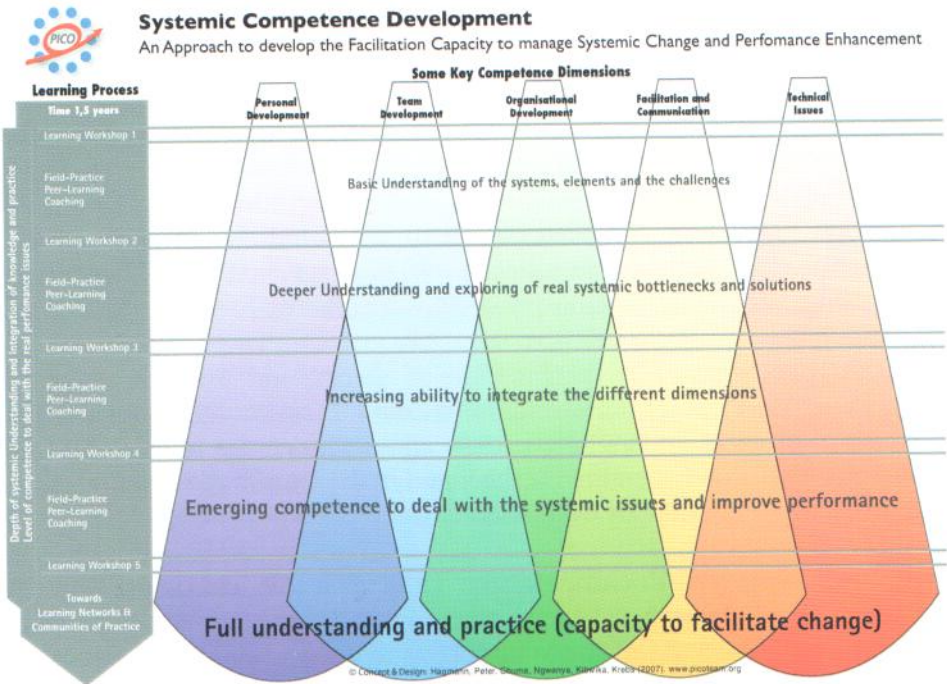 PICO
Systemic Competence Development
An Approach to develop the Facilitation Capacity to manage Systemic Change and Perfomance Enhancement
Some Key Competence Dimensions
Learning Process
Time 1,5 years
Personal
Development
Team
Development
Organisational
Development
Facilitation and
Communication
Technical
Issues
Learning Workshop 1
Field-Practice
Peer-Learning
Coaching
Basic Understanding of the systems, elements and the challenges
Learning Workshop 2
Field-Practice
Peer-Learning
Coaching
Deeper Understanding and exploring of real systemic bottlenecks and solutions
Learning Workshop 3
Field-Practice
Peer-Learning
Coaching
Increasing ability to integrate the different dimensions
Learning Workshop 4
Field-Practice
Peer-Learning
Coaching
Emerging competence to deal with the systemic issues and improve performance
Learning Workshop 5
Towards
Learning Networks &
Communities of Practice
Full understanding and practice (capacity to facilitate change)
Depth of systemic Understanding and integration of knowledge and practice
Level of competence to deal with the real perfomance issues
© Concept & Design: Hagmann, Peter, Ngwenya, Krebs (2007). www.picoteam.org